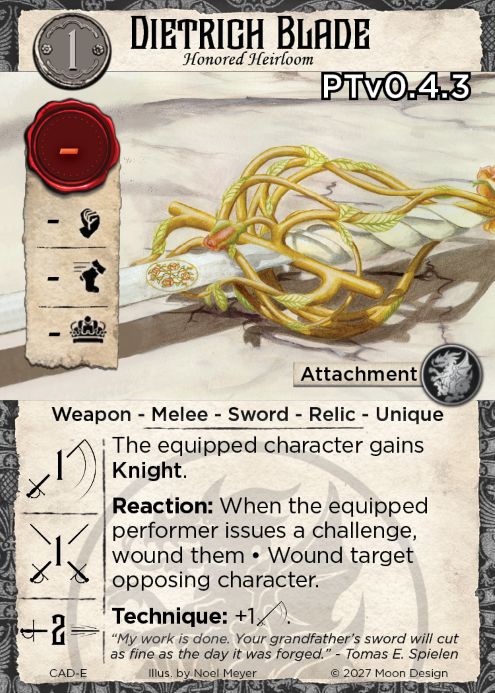 1
DIETRICH BLADE
Honored Heirloom
PTv0.4.3
-
-
-
-
Attachment
Weapon - Melee - Sword - Relic - Unique
1
The equipped character gains
Knight.
1
Reaction: When the equipped
performer issues a challenge,
wound them • Wound target
opposing character.
2
Technique: +1.
“My work is done. Your grandfather’s sword will cut
as fine as the day it was forged.” - Tomas E. Spielen
CAD-E
Illus. by Noel Meyer
© 2027 Moon Design